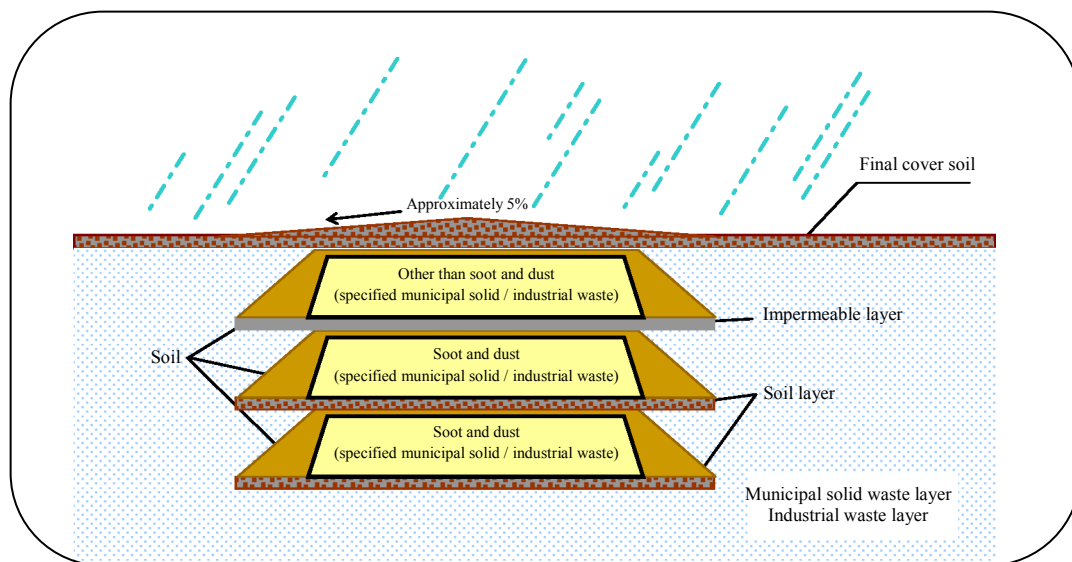 Final cover soil
Approximately 5%
Other than soot and dust
(specified municipal solid / industrial waste)
Impermeable layer
Soil
Soot and dust
(specified municipal solid / industrial waste)
Soil layer
Soot and dust
(specified municipal solid / industrial waste)
Municipal solid waste layer
Industrial waste layer